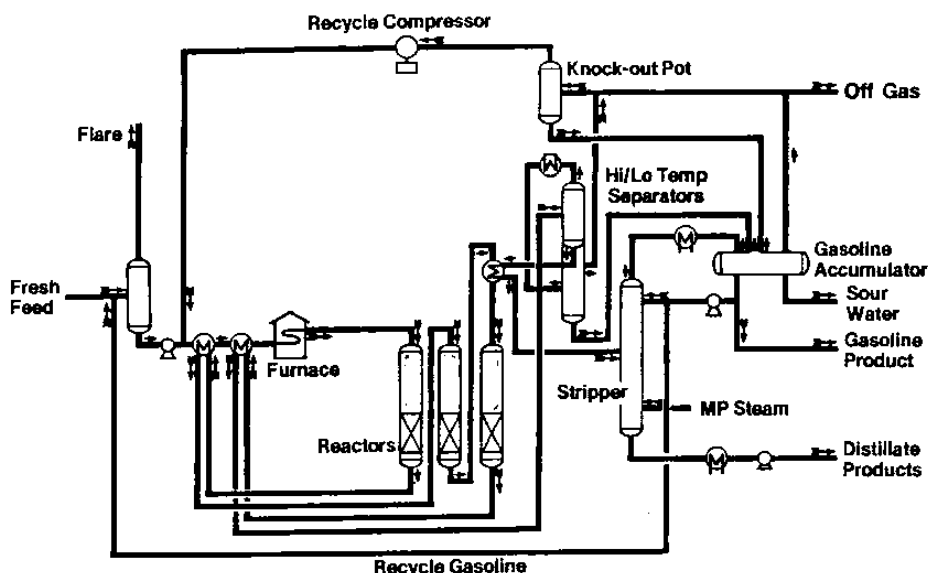 Recycle Compressor
Knock-out Pot
Off Gas
Flare
Hi/Lo Temp
Separators
Gasoline
Accumulator
Fresh
Feed
Sour
Water
Furnace
Gasoline
Product
Stripper
MP Steam
Reactors
Distillate
Products
Recycle Gasoline